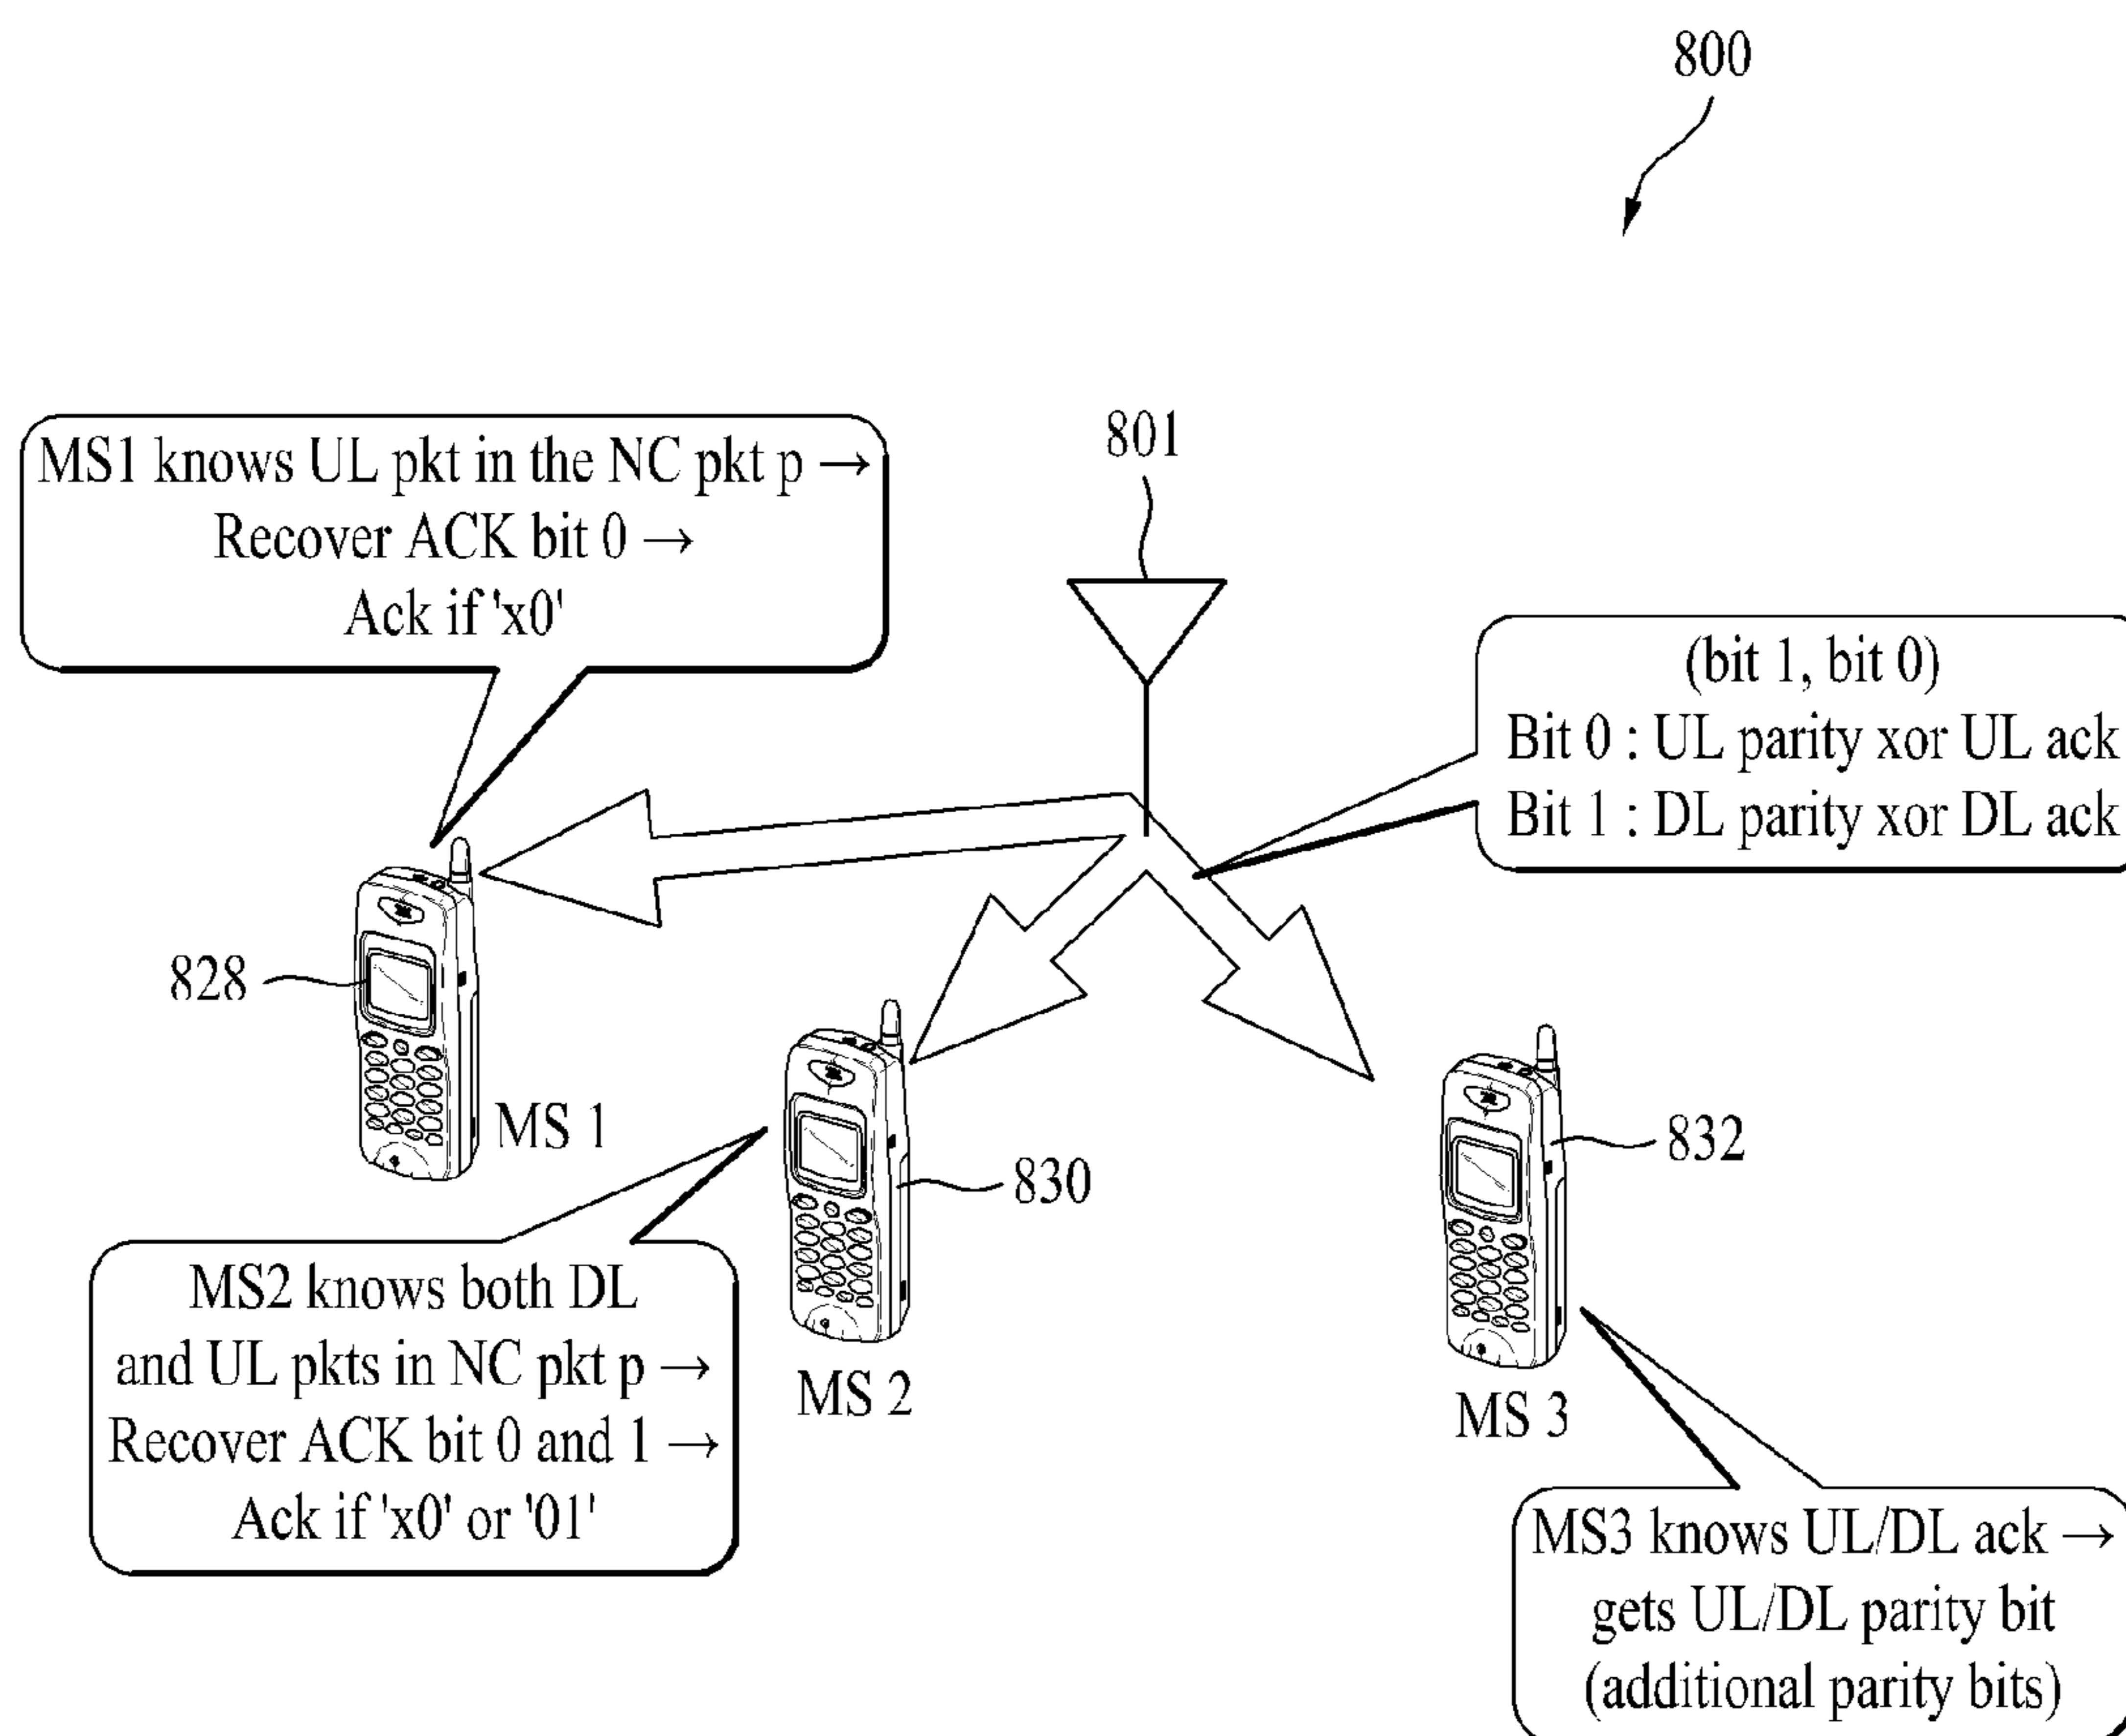 800
MS1 knows UL pkt in the NC pkt p →
Recover ACK bit 0 →
Ack if 'x0'
801
(bit 1, bit 0)
Bit 0 : UL parity xor UL ack
Bit 1 : DL parity xor DL ack
828
MS 1
830
MS 2
832
MS 3
MS2 knows both DL
and UL pkts in NC pkt p →
Recover ACK bit 0 and 1 →
Ack if 'x0' or '01'
MS3 knows UL/DL ack →
gets UL/DL parity bit
(additional parity bits)